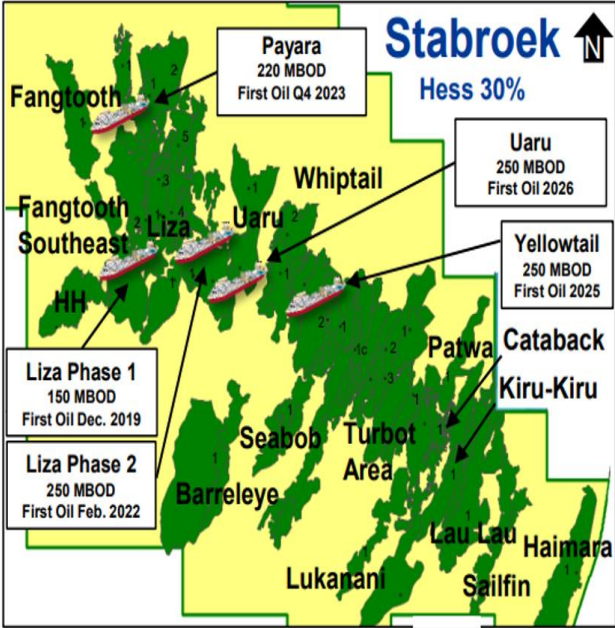 Stabroek
N
Hess 30%
Payara
220 MBOD
First Oil Q4 2023
Fangtooth
Uaru
250 MBOD
First Oil 2026
Whiptail
Fangtooth
Southeast
Liza
Uaru
Yellowtail
250 MBOD
First Oil 2025
HH
Liza Phase 1
150 MBOD
First Oil Dec. 2019
Patwa
Cataback
Kiru-Kiru
Liza Phase 2
250 MBOD
First Oil Feb. 2022
Seabob
Turbot
Area
Barreleye
Lau Lau
Haimara
Lukanani
Sailfin